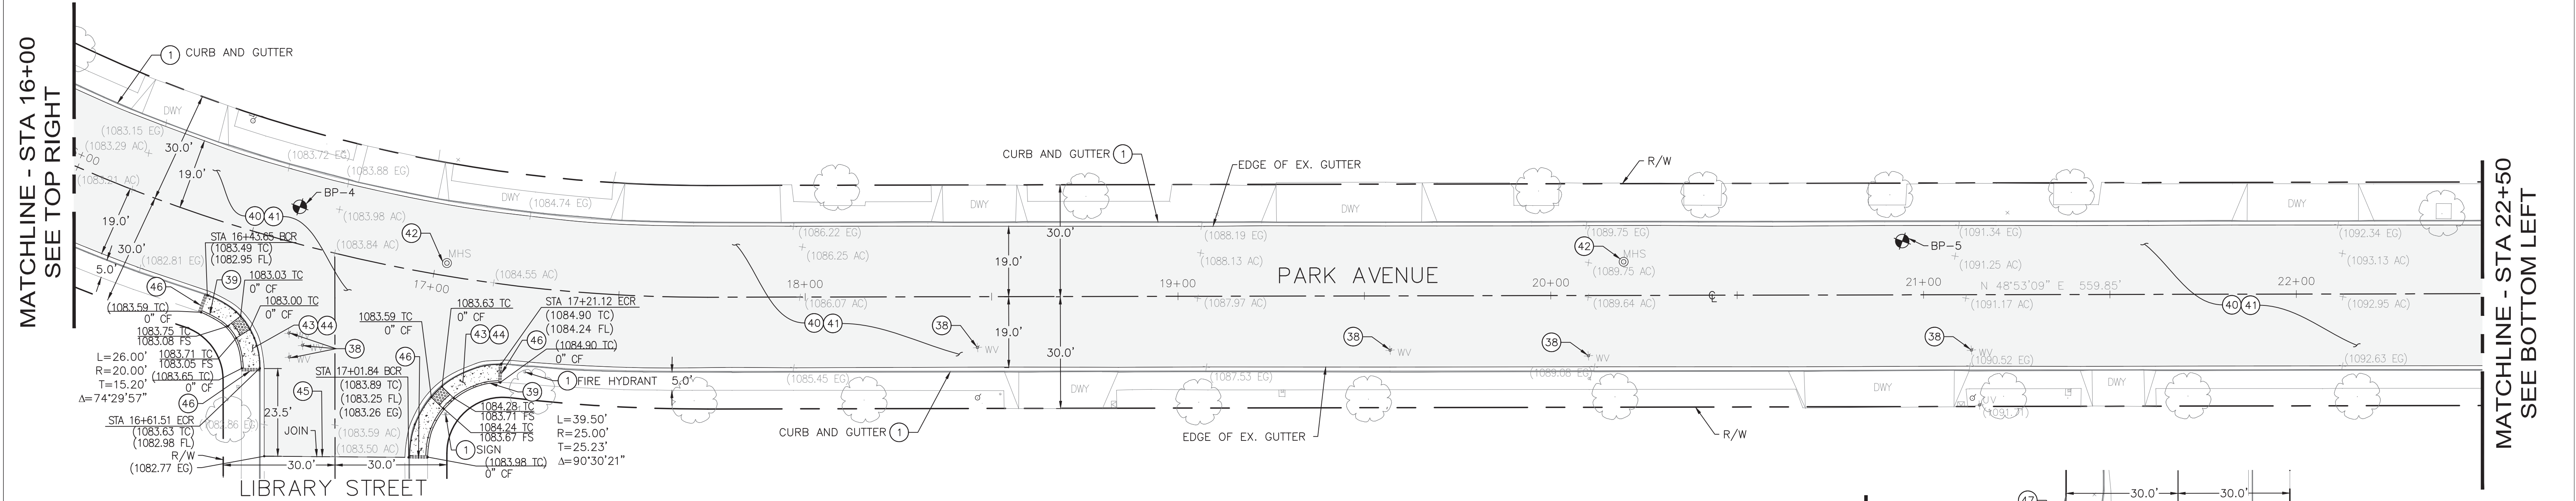 MATCHLINE - STA 16+00
SEE TOP RIGHT
1 CURB AND GUTTER
DWY
(1083.15 EG)
(1083.29 AC)
30.0'
19.0'
(1083.72 EG)
(1083.88 EG)
BP-4
19.0'
30.0'
5.0'
40 41
STA 16+43.65 BCR
(1083.49 TC)
(1082.95 FL)
(1082.81 EG)
(1083.98 AC)
(1083.84 AC)
42
MHS
DWY
(1084.74 EG)
(1084.55 AC)
17+00
46
39
1083.03 TC
0" CF
1083.00 TC
0" CF
(1083.59 TC)
0" CF
1083.75 TC
1083.08 FS
1083.71 TC
1083.05 FS
(1083.65 TC)
0" CF
43 44
WV
WV
38
L=26.00'
R=20.00'
T=15.20'
Δ=74°29'57"
46
STA 16+61.51 ECR
(1083.63 TC)
(1082.98 FL)
R/W
(1082.77 EG)
45
23.5'
JOIN
30.0'
30.0'
LIBRARY STREET
(1083.59 AC)
(1083.50 AC)
1083.63 TC
0" CF
1083.59 TC
0" CF
43 44
46
STA 17+01.84 BCR
(1083.89 TC)
(1083.25 FL)
(1083.26 EG)
STA 17+21.12 ECR
(1084.90 TC)
(1084.24 FL)
46
(1084.90 TC)
0" CF
1 FIRE HYDRANT
5.0'
39
1084.28 TC
1083.71 FS
1084.24 TC
1083.67 FS
1 SIGN
(1083.98 TC)
0" CF
L=39.50'
R=25.00'
T=25.23'
Δ=90°30'21"
(1086.22 EG)
(1086.25 AC)
18+00
(1086.07 AC)
40 41
(1085.45 EG)
38
WV
DWY
CURB AND GUTTER 1
EDGE OF EX. GUTTER
30.0'
19.0'
19.0'
30.0'
DWY
CURB AND GUTTER 1
(1088.19 EG)
(1088.13 AC)
19+00
(1087.97 AC)
(1087.53 EG)
EDGE OF EX. GUTTER
DWY
PARK AVENUE
38
WV
R/W
(1089.75 EG)
42
MHS
(1089.75 AC)
20+00
(1089.64 AC)
38
WV
(1089.08 EG)
R/W
BP-5
(1091.34 EG)
(1091.25 AC)
21+00
(1091.17 AC)
N 48°53'09" E 559.85'
38
WV
(1090.52 EG)
DWY
DWY
UV
(1091.71)
DWY
(1092.34 EG)
(1093.13 AC)
22+00
(1092.95 AC)
40 41
(1092.63 EG)
MATCHLINE - STA 22+50
SEE BOTTOM LEFT
47
30.0'
30.0'